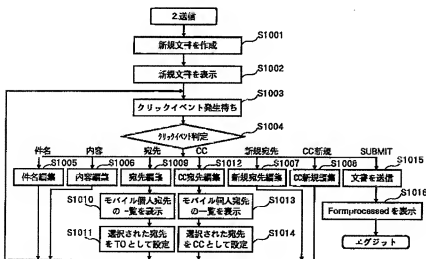 2.送信
S1001
新規文書を作成
S1002
新規文書を表示
S1003
クリックイベント発生待ち
S1004
クリックイベント判定
件名 内容 宛先 CC 新規宛先 CC新規 SUBMIT
S1005 S1006 S1009 S1012 S1007 S1008 S1015
件名編集 内容編集 宛先編集 CC宛先編集 新規宛先編集 CC新規編集 文書を送信
S1010 S1013 S1016
モバイル個人宛先
の一覧を表示
モバイル個人宛先
の一覧を表示
Formprocessedを表示
S1011 S1014
選択された宛先
をTOとして設定
選択された宛先
をCCとして設定
エグジット